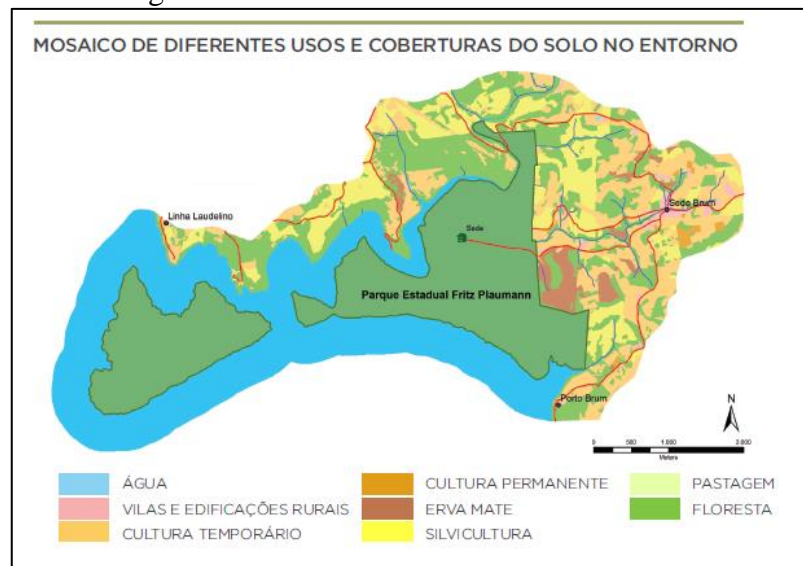 MOSAICO DE DIFERENTES USOS E COBERTURAS DO SOLO NO ENTORNO
Linha Laudelino
Sede Brum
Sede
Parque Estadual Fritz Plaumann
Porto Brum
N
0 500 1.000 2.000
Meters
ÁGUA
VILAS E EDIFICAÇÕES RURAIS
CULTURA TEMPORÁRIO
CULTURA PERMANENTE
ERVA MATE
SILVICULTURA
PASTAGEM
FLORESTA